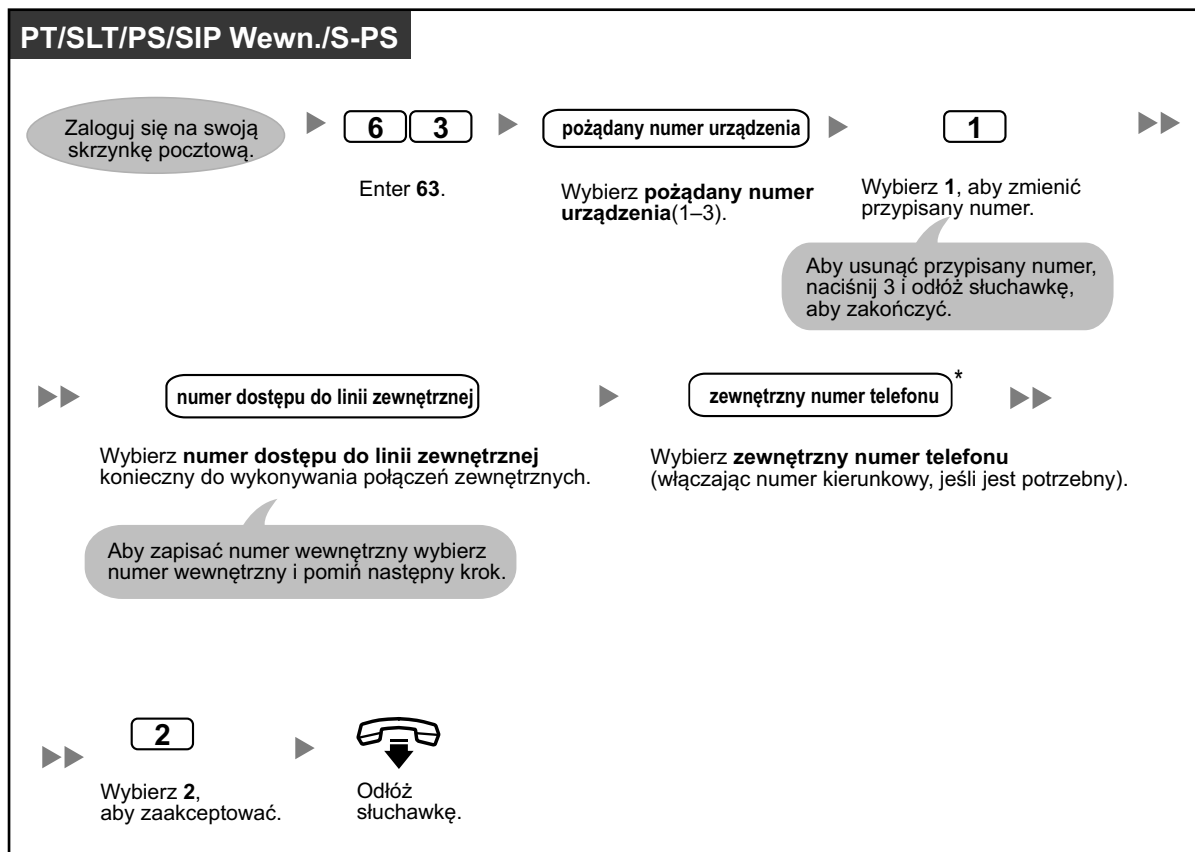 PT/SLT/PS/SIP Wewn./S-PS
Zaloguj się na swoją
skrzynkę pocztową.
6 3
Enter 63.
pożądany numer urządzenia
Wybierz pożądany numer
urządzenia(1–3).
1
Wybierz 1, aby zmienić
przypisany numer.
Aby usunąć przypisany numer,
naciśnij 3 i odłóż słuchawkę,
aby zakończyć.
numer dostępu do linii zewnętrznej
Wybierz numer dostępu do linii zewnętrznej
konieczny do wykonywania połączeń zewnętrznych.
Aby zapisać numer wewnętrzny wybierz
numer wewnętrzny i pomiń następny krok.
zewnętrzny numer telefonu*
Wybierz zewnętrzny numer telefonu
(włączając numer kierunkowy, jeśli jest potrzebny).
2
Wybierz 2,
aby zaakceptować.
Odłóż
słuchawkę.